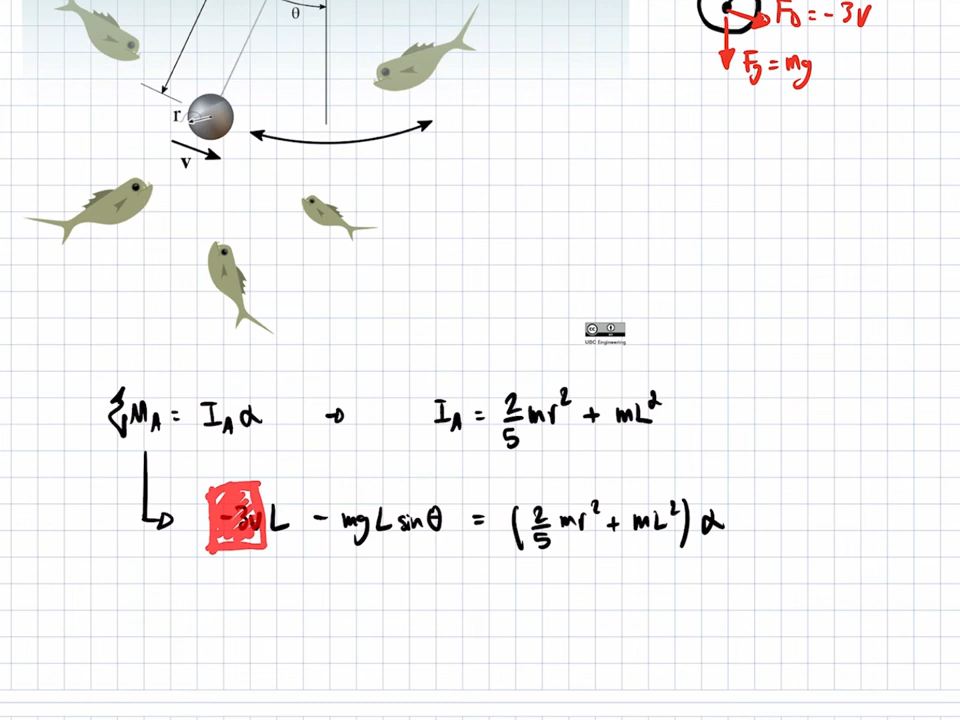 θ
F_D = -3v
F_g = mg
r
v
UBC Engineering
ΣM_A = I_A α → I_A = 2/5 mr² + mL²
-3vL - mgL sinθ = (2/5 mr² + mL²) α